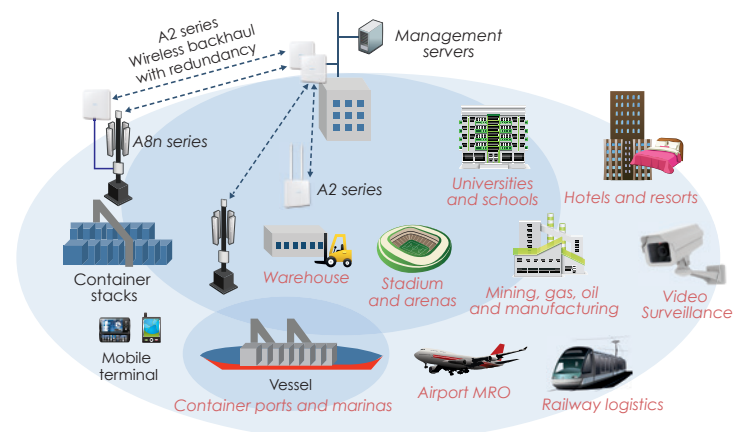 A2 series
Wireless backhaul
with redundancy
Management
servers
A8n series
A2 series
Universities
and schools
Hotels and resorts
Container
stacks
Warehouse
Stadium
and arenas
Mining, gas, oil
and manufacturing
Video
Surveillance
Mobile
terminal
Vessel
Container ports and marinas
Airport MRO
Railway logistics